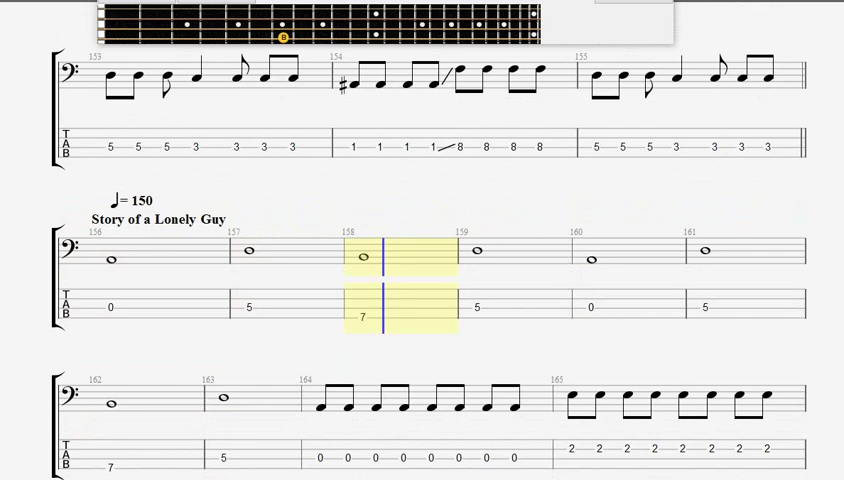 B
153 154 155
T
A
B
5 5 5 3 3 3 3 1 1 1 1 8 8 8 8 5 5 5 3 3 3 3
♩= 150
Story of a Lonely Guy
156 157 158 159 160 161
T
A
B
0 5 7 5 0 5
162 163 164 165
T
A
B
7 5 0 0 0 0 0 0 0 0 2 2 2 2 2 2 2 2